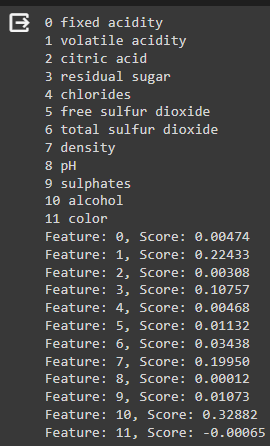 0 fixed acidity
1 volatile acidity
2 citric acid
3 residual sugar
4 chlorides
5 free sulfur dioxide
6 total sulfur dioxide
7 density
8 pH
9 sulphates
10 alcohol
11 color
Feature: 0, Score: 0.00474
Feature: 1, Score: 0.22433
Feature: 2, Score: 0.00308
Feature: 3, Score: 0.10757
Feature: 4, Score: 0.00468
Feature: 5, Score: 0.01132
Feature: 6, Score: 0.03438
Feature: 7, Score: 0.19950
Feature: 8, Score: 0.00012
Feature: 9, Score: 0.01073
Feature: 10, Score: 0.32882
Feature: 11, Score: -0.00065